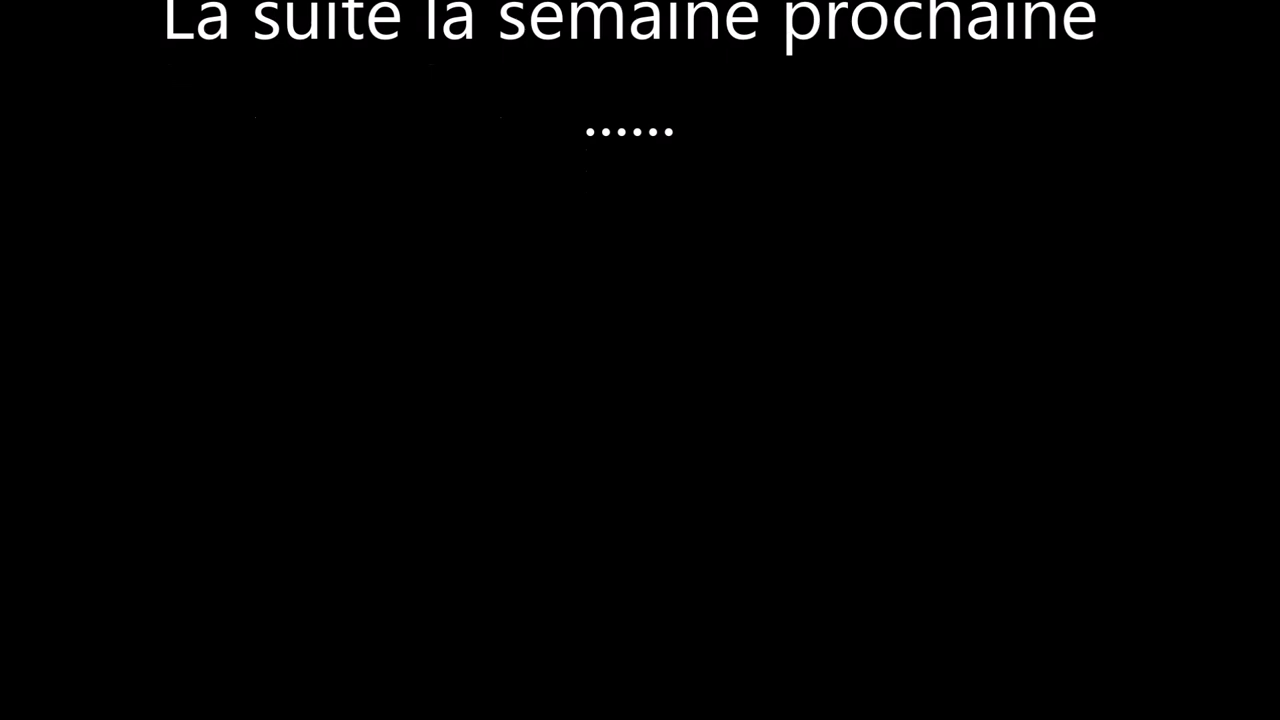 La suite la semaine prochaine
......